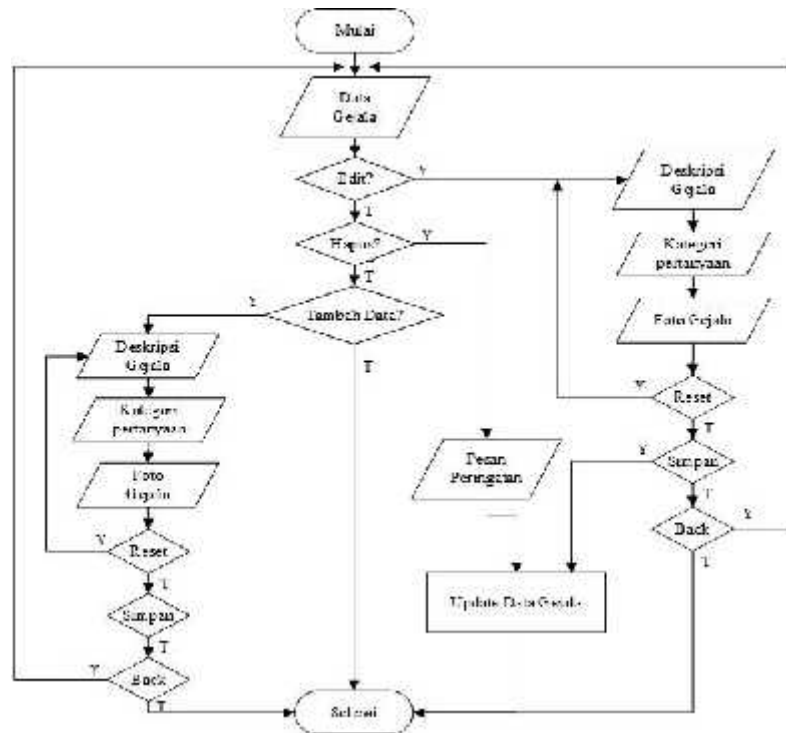 Mulai
Data
Gejala
Edit?
Y
T
Hapus?
Y
T
Tambah Data?
Y
T
Deskripsi
Gejala
Kategori
pertanyaan
Foto
Gejala
Reset
Y
T
Simpan
T
Back
Y
T
Pesan
Peringatan
Update Data Gejala
Deskripsi
Gejala
Kategori
pertanyaan
Foto Gejala
Reset
Y
T
Simpan
Y
T
Back
Y
T
Selesai